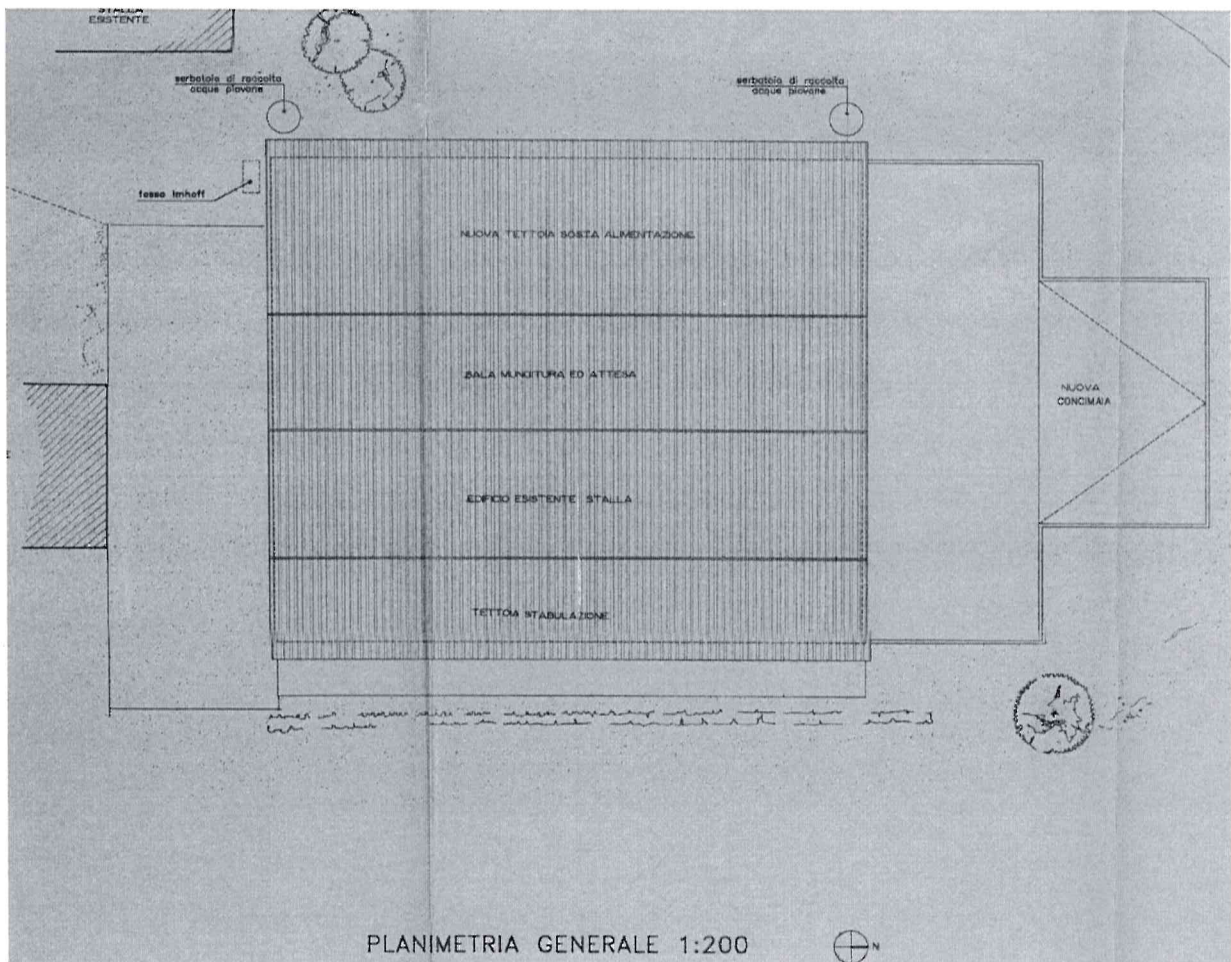 STALLA
ESISTENTE
serbatoio di raccolta
acque piovane
serbatoio di raccolta
acque piovane
fossa Imhoff
NUOVA TETTOIA SOSTA ALIMENTAZIONE
SALA MUNGITURA ED ATTESA
NUOVA
CONCIMAIA
EDIFICIO ESISTENTE STALLA
TETTOIA STABULAZIONE
PLANIMETRIA GENERALE 1:200
N